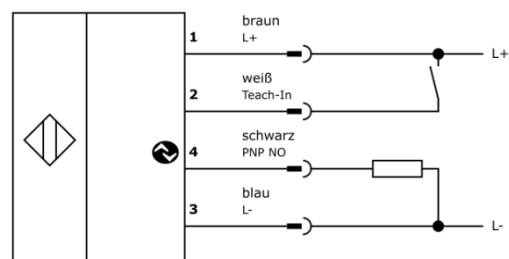 braun
1 L+
L+
weiß
2 Teach-In
schwarz
4 PNP NO
blau
3 L-
L-